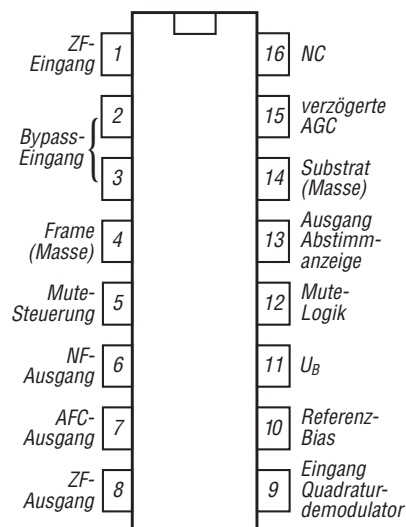 ZF-
Eingang
1
2
Bypass-
Eingang
3
Frame
(Masse)
4
Mute-
Steuerung
5
NF-
Ausgang
6
AFC-
Ausgang
7
ZF-
Ausgang
8
16
NC
15
verzögerte
AGC
14
Substrat
(Masse)
13
Ausgang
Abstimm-
anzeige
12
Mute-
Logik
11
UB
10
Referenz-
Bias
9
Eingang
Quadratur-
demodulator